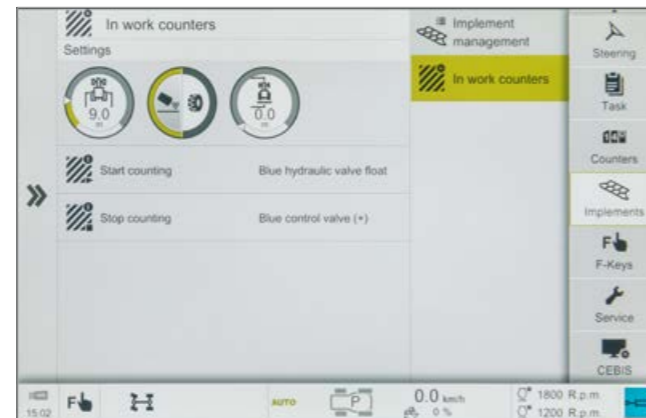 In work counters
Settings
9.0
m
0.0
m
Start counting
Blue hydraulic valve float
Stop counting
Blue control valve (+)
Implement
management
In work counters
Steering
Task
Counters
Implements
F
F-Keys
Service
CEBIS
15:02
F
AUTO
P
0.0 km/h
0 %
1800 R.p.m.
1200 R.p.m.